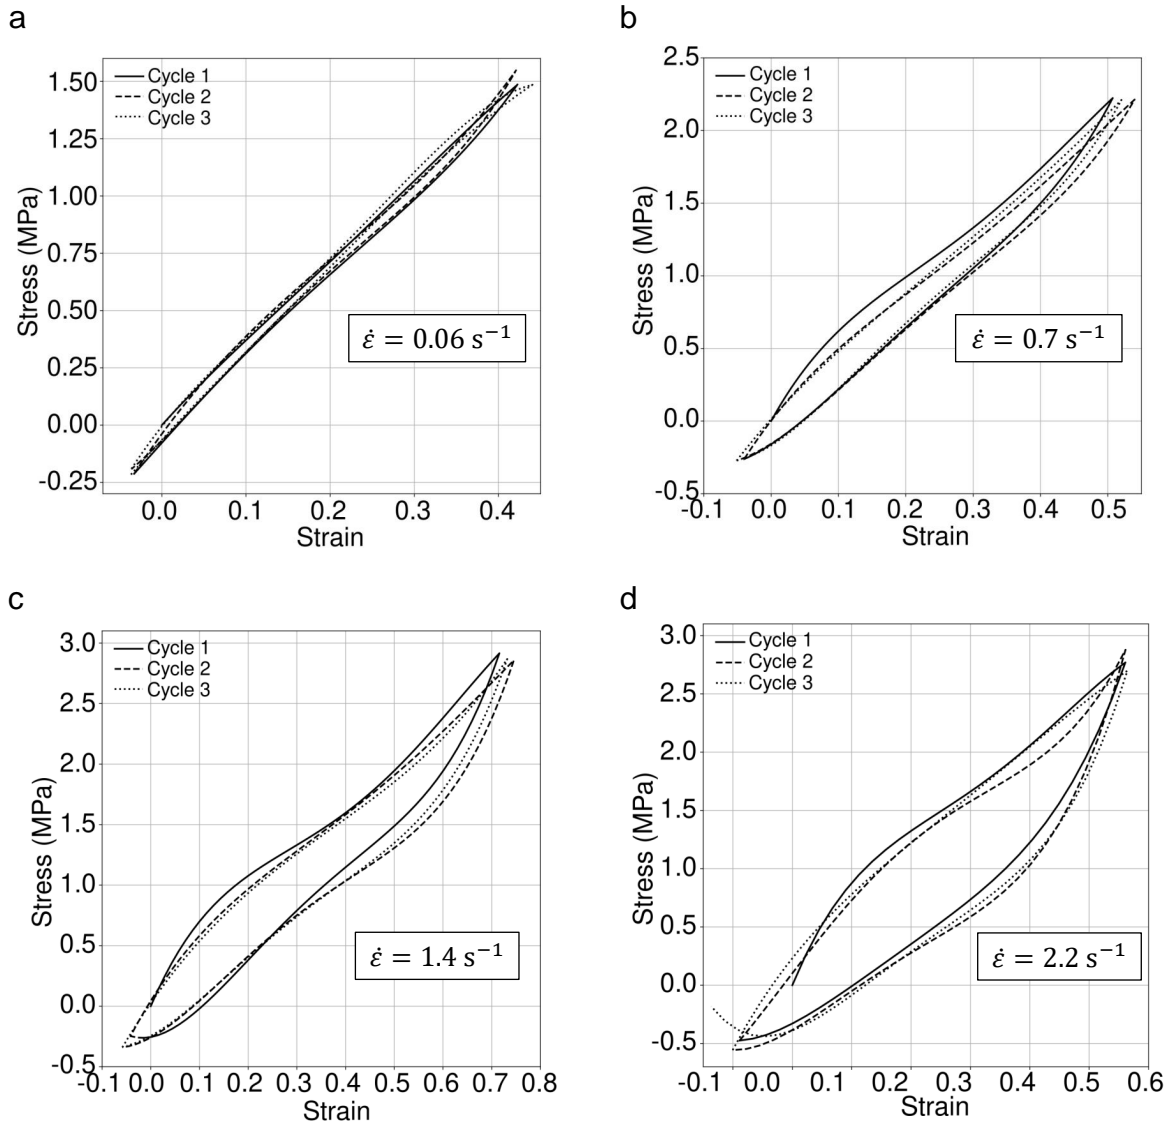 a
1.50
1.25
1.00
0.75
0.50
0.25
0.00
-0.25
Stress (MPa)
Cycle 1
Cycle 2
Cycle 3
ε̇ = 0.06 s⁻¹
0.0 0.1 0.2 0.3 0.4
Strain
b
2.5
2.0
1.5
1.0
0.5
0.0
-0.5
Stress (MPa)
Cycle 1
Cycle 2
Cycle 3
ε̇ = 0.7 s⁻¹
-0.1 0.0 0.1 0.2 0.3 0.4 0.5
Strain
c
3.0
2.5
2.0
1.5
1.0
0.5
0.0
-0.5
Stress (MPa)
Cycle 1
Cycle 2
Cycle 3
ε̇ = 1.4 s⁻¹
-0.1 0.0 0.1 0.2 0.3 0.4 0.5 0.6 0.7 0.8
Strain
d
3.0
2.5
2.0
1.5
1.0
0.5
0.0
-0.5
Stress (MPa)
Cycle 1
Cycle 2
Cycle 3
ε̇ = 2.2 s⁻¹
-0.1 0.0 0.1 0.2 0.3 0.4 0.5 0.6
Strain